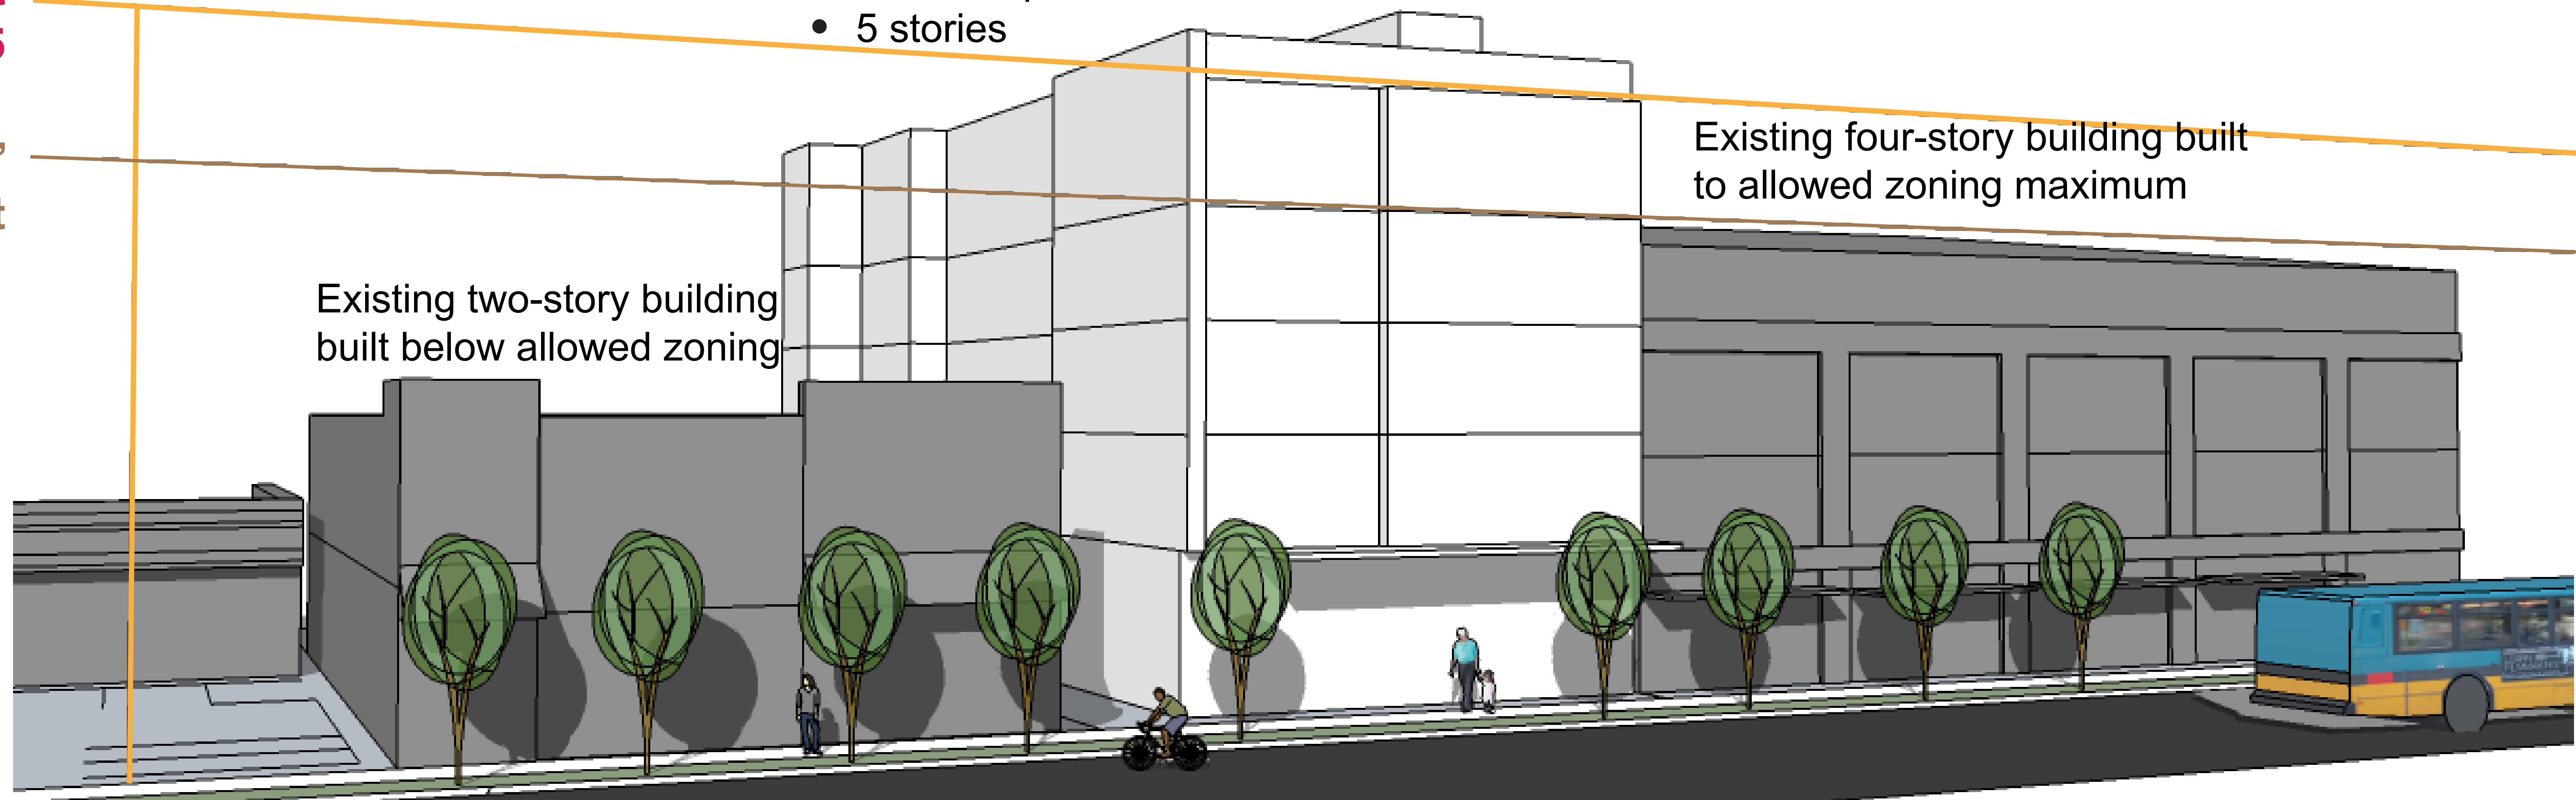 5 stories
Existing four-story building built
to allowed zoning maximum
Existing two-story building
built below allowed zoning